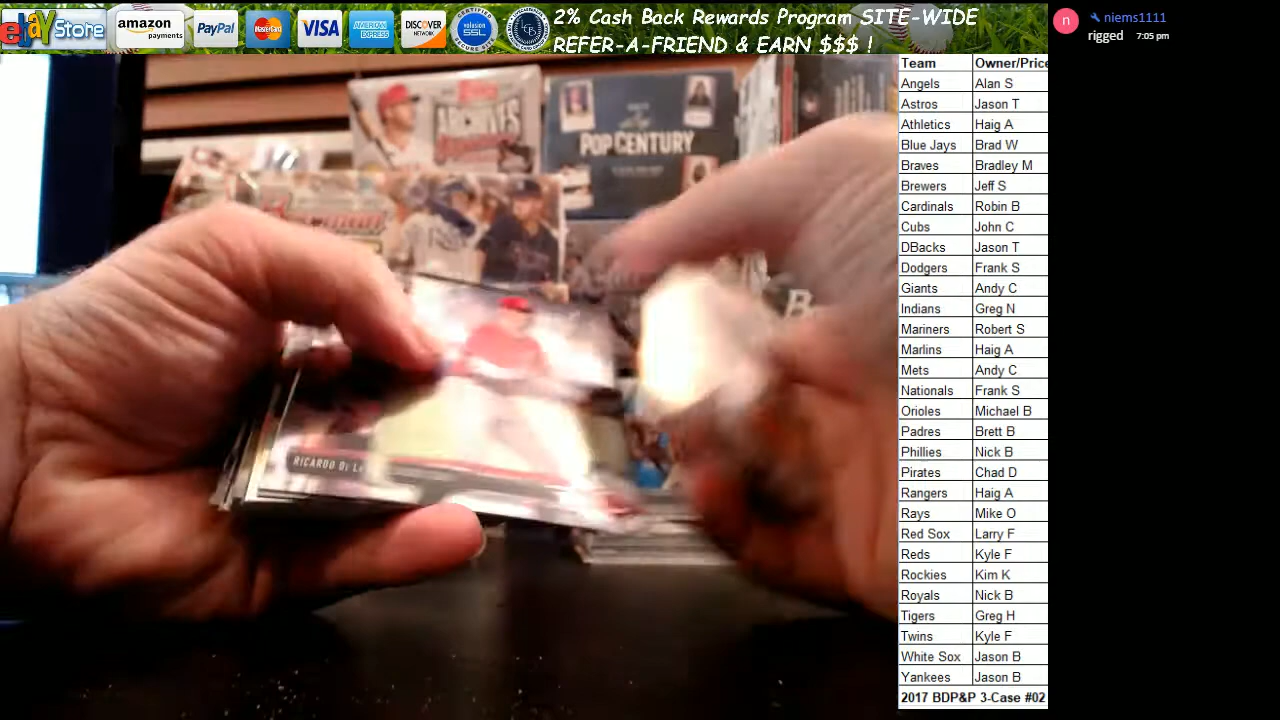 ebay Store
amazon payments
PayPal
MasterCard
VISA
AMERICAN EXPRESS
DISCOVER NETWORK
volusion SSL
2% Cash Back Rewards Program SITE-WIDE
REFER-A-FRIEND & EARN $$$ !
niems1111
rigged 7:05 pm
Team Owner/Price
Angels Alan S
Astros Jason T
Athletics Haig A
Blue Jays Brad W
Braves Bradley M
Brewers Jeff S
Cardinals Robin B
Cubs John C
DBacks Jason T
Dodgers Frank S
Giants Andy C
Indians Greg N
Mariners Robert S
Marlins Haig A
Mets Andy C
Nationals Frank S
Orioles Michael B
Padres Brett B
Phillies Nick B
Pirates Chad D
Rangers Haig A
Rays Mike O
Red Sox Larry F
Reds Kyle F
Rockies Kim K
Royals Nick B
Tigers Greg H
Twins Kyle F
White Sox Jason B
Yankees Jason B
2017 BDP&P 3-Case #02
ARCHIVES
POP CENTURY
Bowman
RICARDO